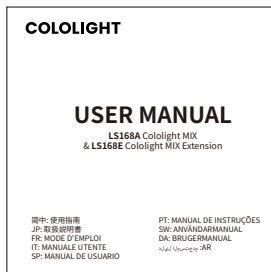 COLOLIGHT
USER MANUAL
LS168A Cololight MIX
& LS168E Cololight MIX Extension
简中: 使用指南
JP: 取扱説明書
FR: MODE D'EMPLOI
IT: MANUALE UTENTE
SP: MANUAL DE USUARIO
PT: MANUAL DE INSTRUÇÕES
SW: ANVÄNDARMANUAL
DA: BRUGERMANUAL
:AR